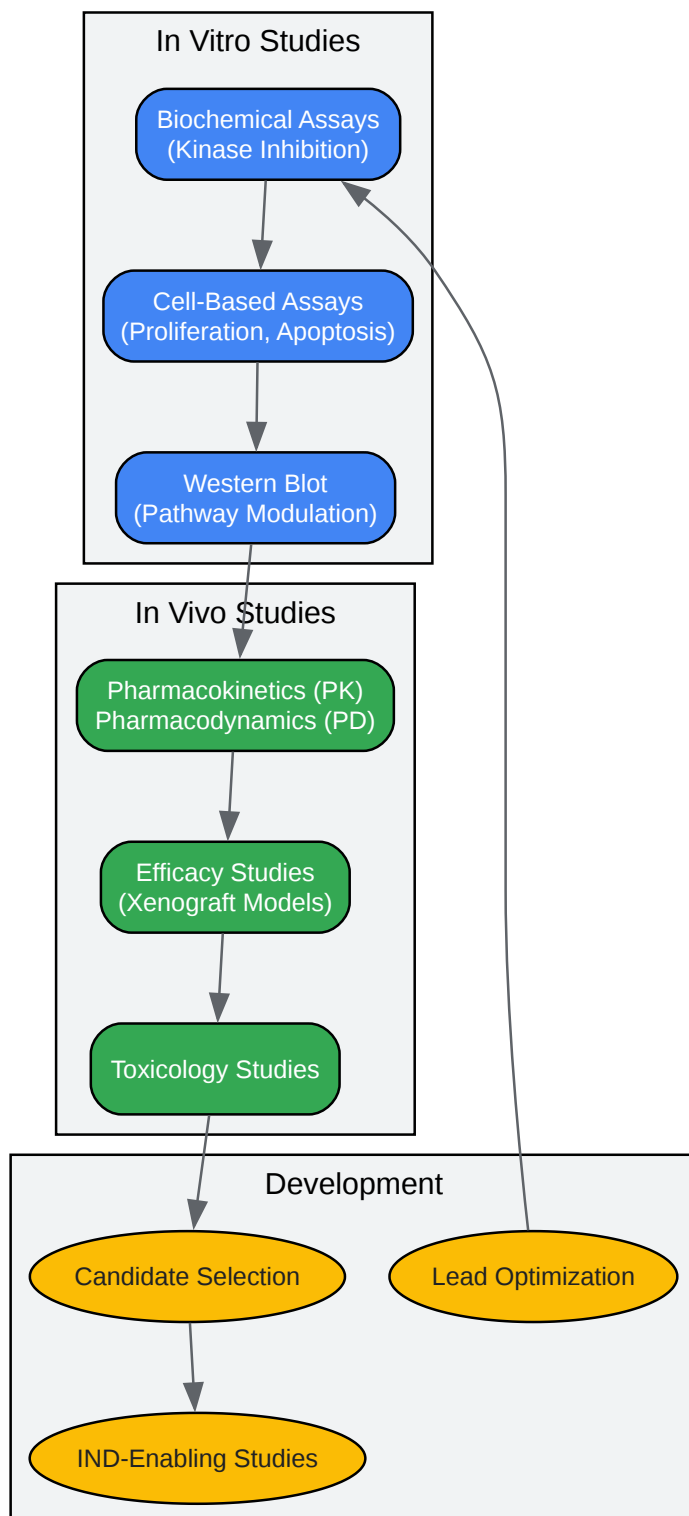 In Vitro Studies
Biochemical Assays
(Kinase Inhibition)
Cell-Based Assays
(Proliferation, Apoptosis)
Western Blot
(Pathway Modulation)
In Vivo Studies
Pharmacokinetics (PK)
Pharmacodynamics (PD)
Efficacy Studies
(Xenograft Models)
Toxicology Studies
Development
Candidate Selection
Lead Optimization
IND-Enabling Studies